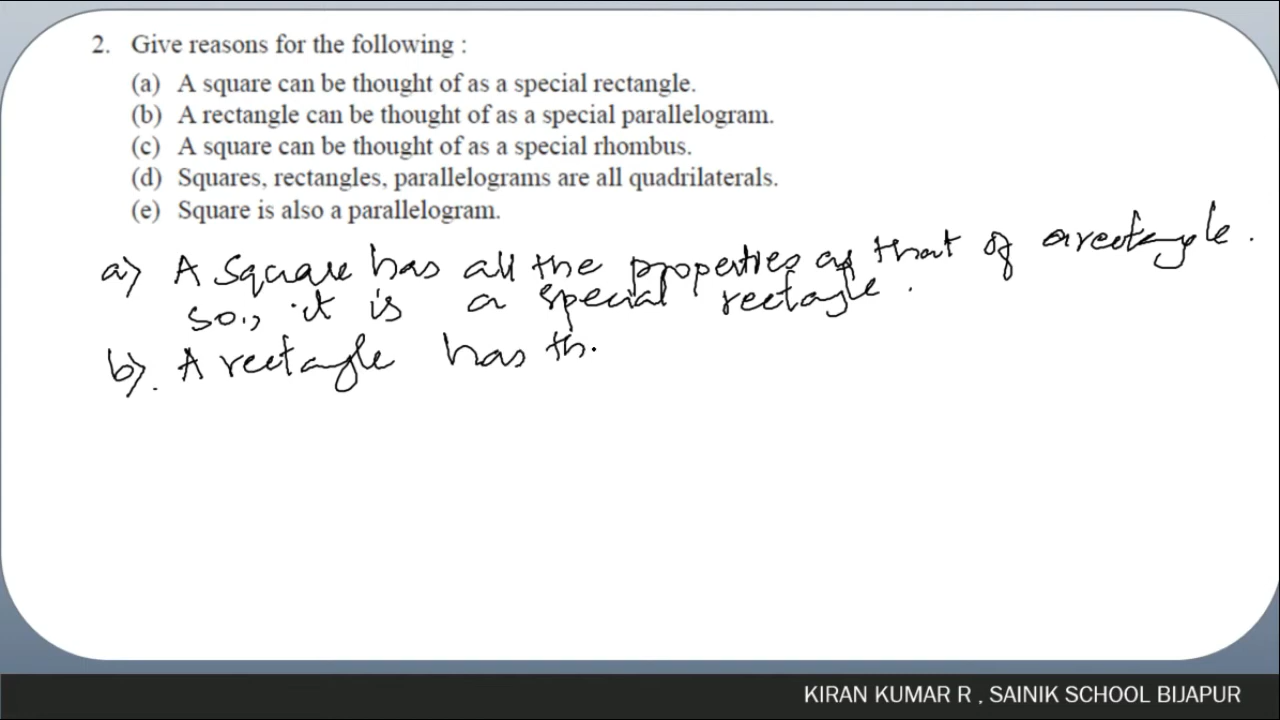 2. Give reasons for the following :
(a) A square can be thought of as a special rectangle.
(b) A rectangle can be thought of as a special parallelogram.
(c) A square can be thought of as a special rhombus.
(d) Squares, rectangles, parallelograms are all quadrilaterals.
(e) Square is also a parallelogram.
a) A square has all the properties as that of a rectangle.
so., it is a special rectagle.
b). A rectagle has th.
KIRAN KUMAR R , SAINIK SCHOOL BIJAPUR